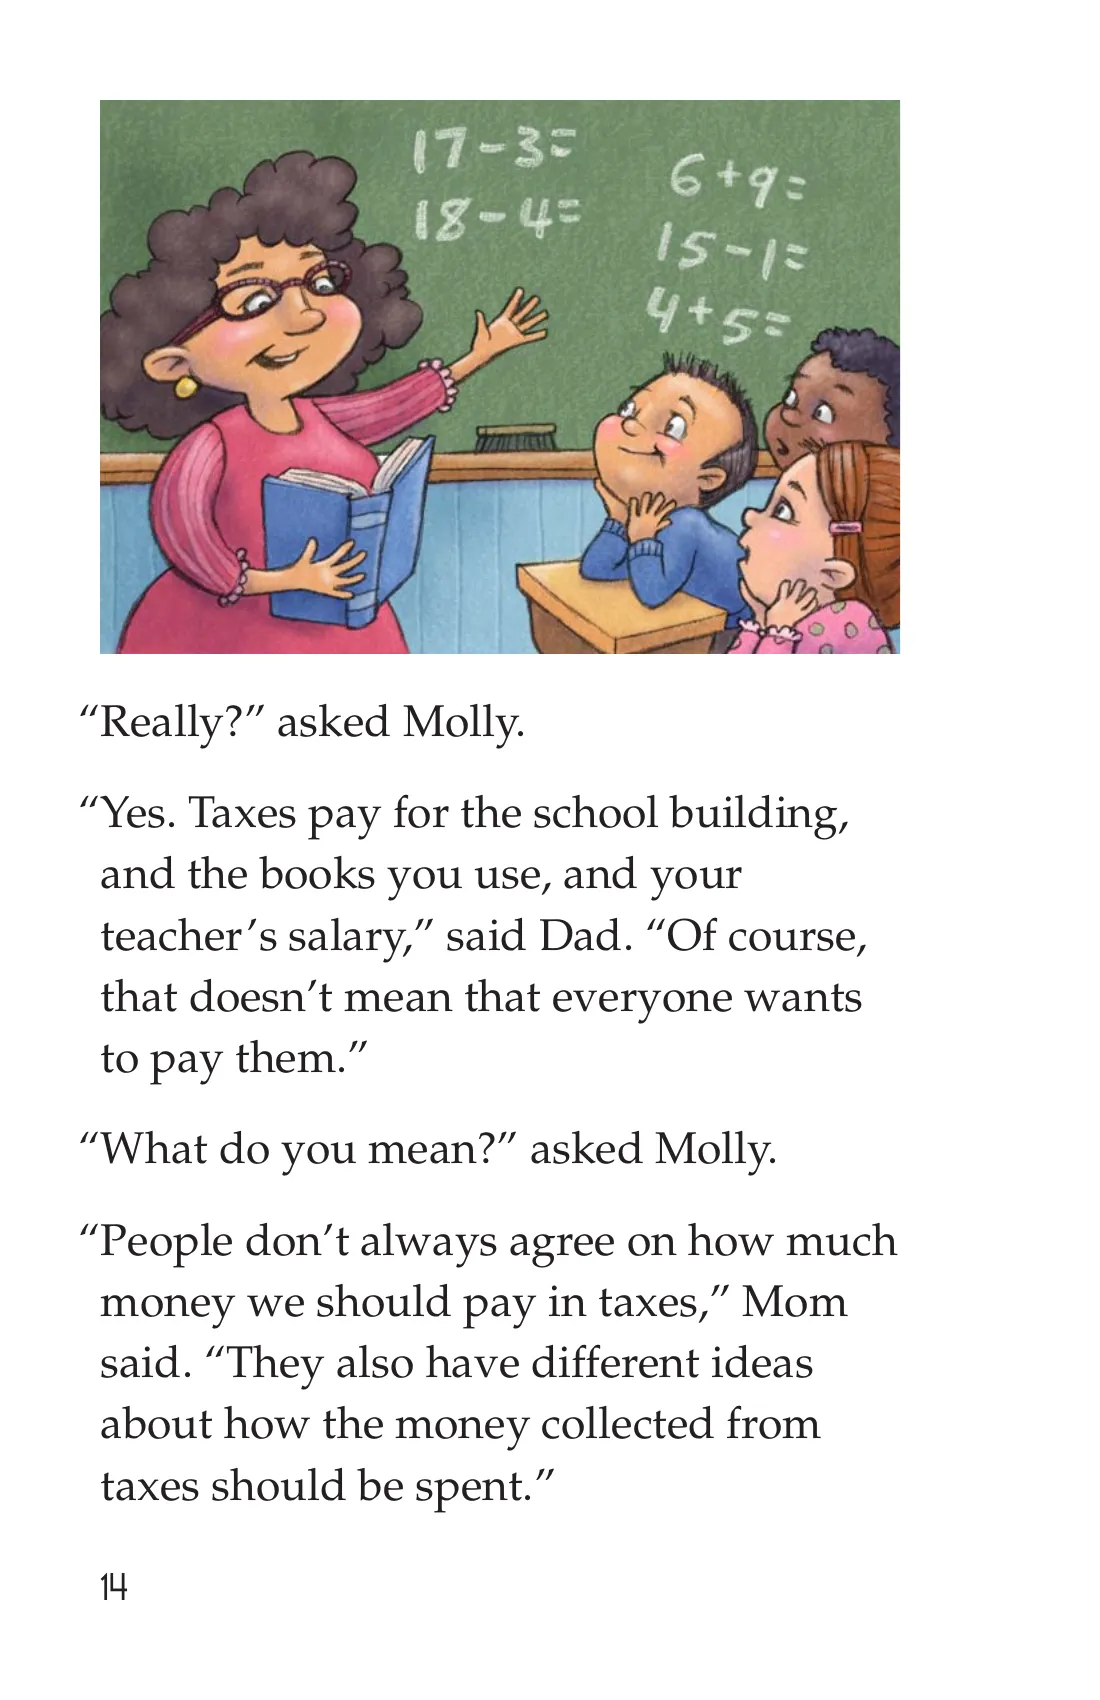 17-3=
18-4=
6+9=
15-1=
4+5=
“Really?” asked Molly.
“Yes. Taxes pay for the school building,
and the books you use, and your
teacher’s salary,” said Dad. “Of course,
that doesn’t mean that everyone wants
to pay them.”
“What do you mean?” asked Molly.
“People don’t always agree on how much
money we should pay in taxes,” Mom
said. “They also have different ideas
about how the money collected from
taxes should be spent.”
14